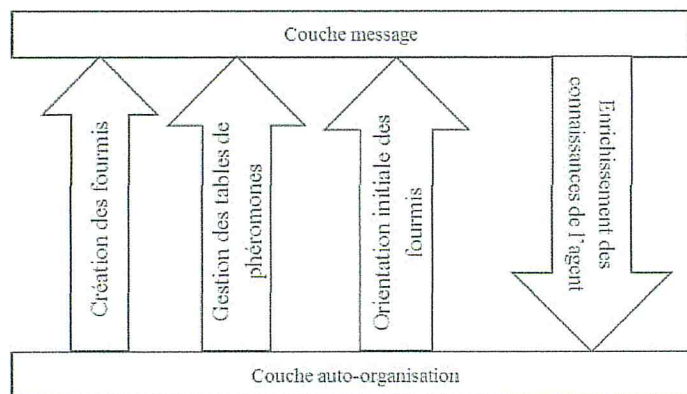 Couche message
Création des fourmis
Gestion des tables de
phéromones
Orientation initiale des
fourmis
Enrichissement des
connaissances de l'agent
Couche auto-organisation